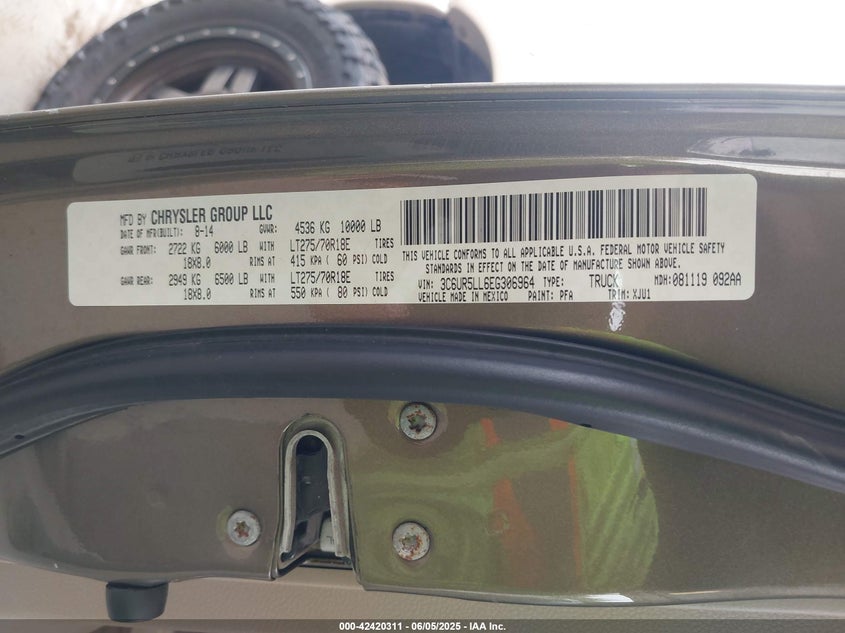 MFD BY CHRYSLER GROUP LLC
DATE OF MFR(BUILT): 8-14 GVWR: 4536 KG 10000 LB
GAWR FRONT: 2722 KG 6000 LB WITH LT275/70R18E TIRES
18X8.0 RIMS AT 415 KPA ( 60 PSI) COLD
GAWR REAR: 2949 KG 6500 LB WITH LT275/70R18E TIRES
18X8.0 RIMS AT 550 KPA ( 80 PSI) COLD
THIS VEHICLE CONFORMS TO ALL APPLICABLE U.S.A. FEDERAL MOTOR VEHICLE SAFETY
STANDARDS IN EFFECT ON THE DATE OF MANUFACTURE SHOWN ABOVE.
VIN: 3C6UR5LL6EG306964 TYPE: TRUCK MDH: 081119 092AA
VEHICLE MADE IN MEXICO PAINT: PFA TRIM: XJU1
000-42420311 - 06/05/2025 - IAA Inc.